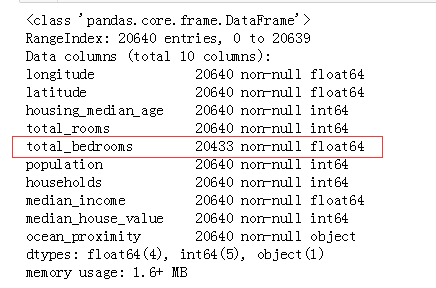 <class 'pandas.core.frame.DataFrame'>
RangeIndex: 20640 entries, 0 to 20639
Data columns (total 10 columns):
longitude             20640 non-null float64
latitude              20640 non-null float64
housing_median_age    20640 non-null int64
total_rooms           20640 non-null int64
total_bedrooms        20433 non-null float64
population            20640 non-null int64
households            20640 non-null int64
median_income         20640 non-null float64
median_house_value    20640 non-null int64
ocean_proximity       20640 non-null object
dtypes: float64(4), int64(5), object(1)
memory usage: 1.6+ MB